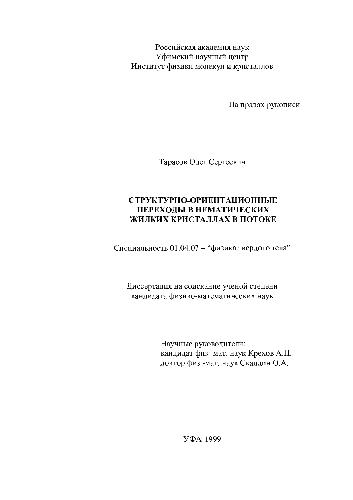 Российская академия наук
Уфимский научный центр
Институт физики молекул и кристаллов
На правах рукописи
Тарасов Олег Сергеевич
СТРУКТУРНО-ОРИЕНТАЦИОННЫЕ
ПЕРЕХОДЫ В НЕМАТИЧЕСКИХ
ЖИДКИХ КРИСТАЛЛАХ В ПОТОКЕ
Специальность 01.04.07 – "физика твердого тела"
Диссертация на соискание ученой степени
кандидата физико-математических наук
Научные руководители:
кандидат физ.-мат. наук Крехов А.П.
доктор физ.-мат. наук Скалдин О.А.
УФА 1999